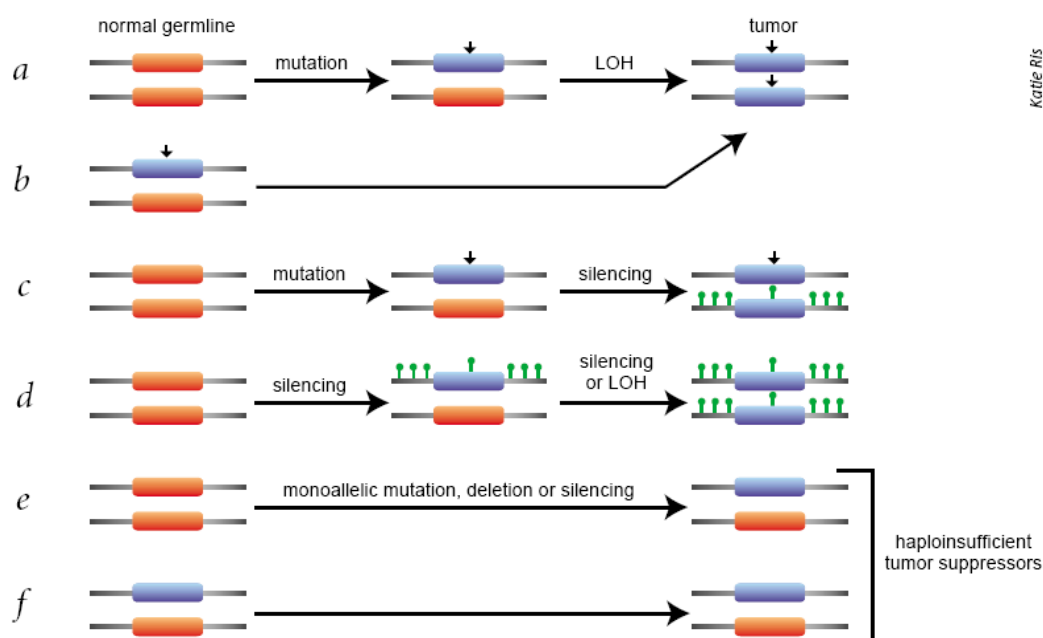 normal germline
tumor
a
mutation
LOH
Katie Ris
b
c
mutation
silencing
d
silencing
silencing
or LOH
e
monoallelic mutation, deletion or silencing
haploinsufficient
tumor suppressors
f